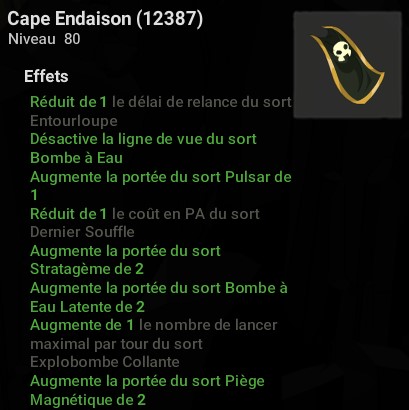 Cape Endaison (12387)
Niveau 80
Effets
Réduit de 1 le délai de relance du sort
Entourloupe
Désactive la ligne de vue du sort
Bombe à Eau
Augmente la portée du sort Pulsar de
1
Réduit de 1 le coût en PA du sort
Dernier Souffle
Augmente la portée du sort
Stratagème de 2
Augmente la portée du sort Bombe à
Eau Latente de 2
Augmente de 1 le nombre de lancer
maximal par tour du sort
Explobombe Collante
Augmente la portée du sort Piège
Magnétique de 2